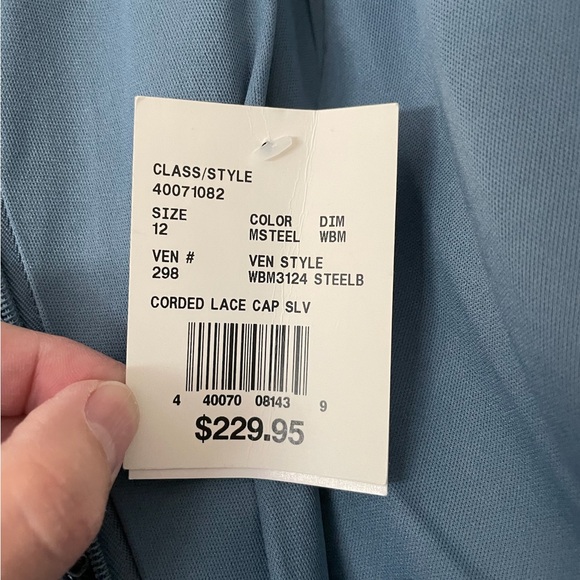 CLASS/STYLE
40071082
SIZE COLOR DIM
12 MSTEEL WBM
VEN # VEN STYLE
298 WBM3124 STEELB
CORDED LACE CAP SLV
4 40070 08143 9
$229.95